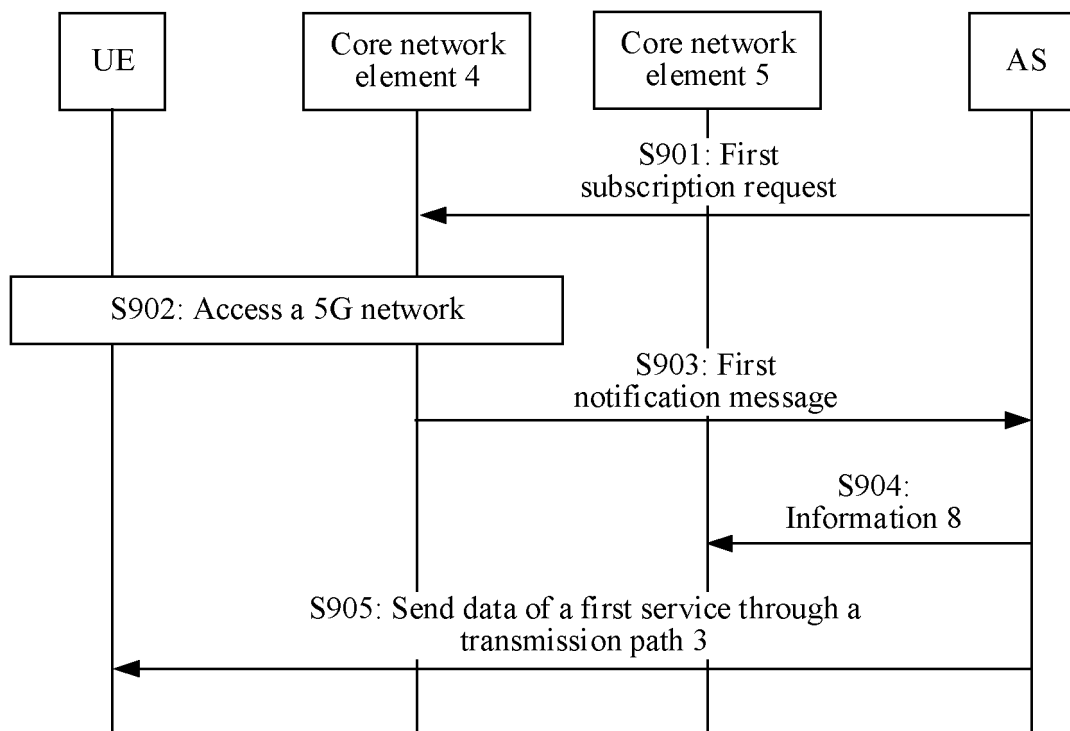 UE
Core network
element 4
Core network
element 5
AS
S901: First
subscription request
S902: Access a 5G network
S903: First
notification message
S904:
Information 8
S905: Send data of a first service through a
transmission path 3